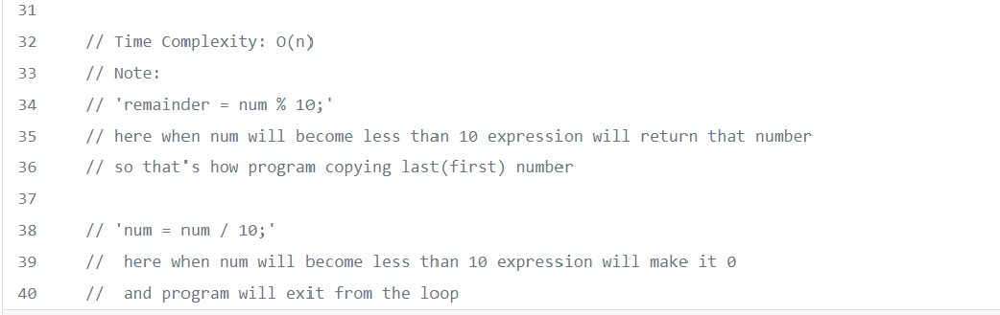 31
32 // Time Complexity: O(n)
33 // Note:
34 // 'remainder = num % 10;'
35 // here when num will become less than 10 expression will return that number
36 // so that's how program copying last(first) number
37
38 // 'num = num / 10;'
39 //  here when num will become less than 10 expression will make it 0
40 //  and program will exit from the loop